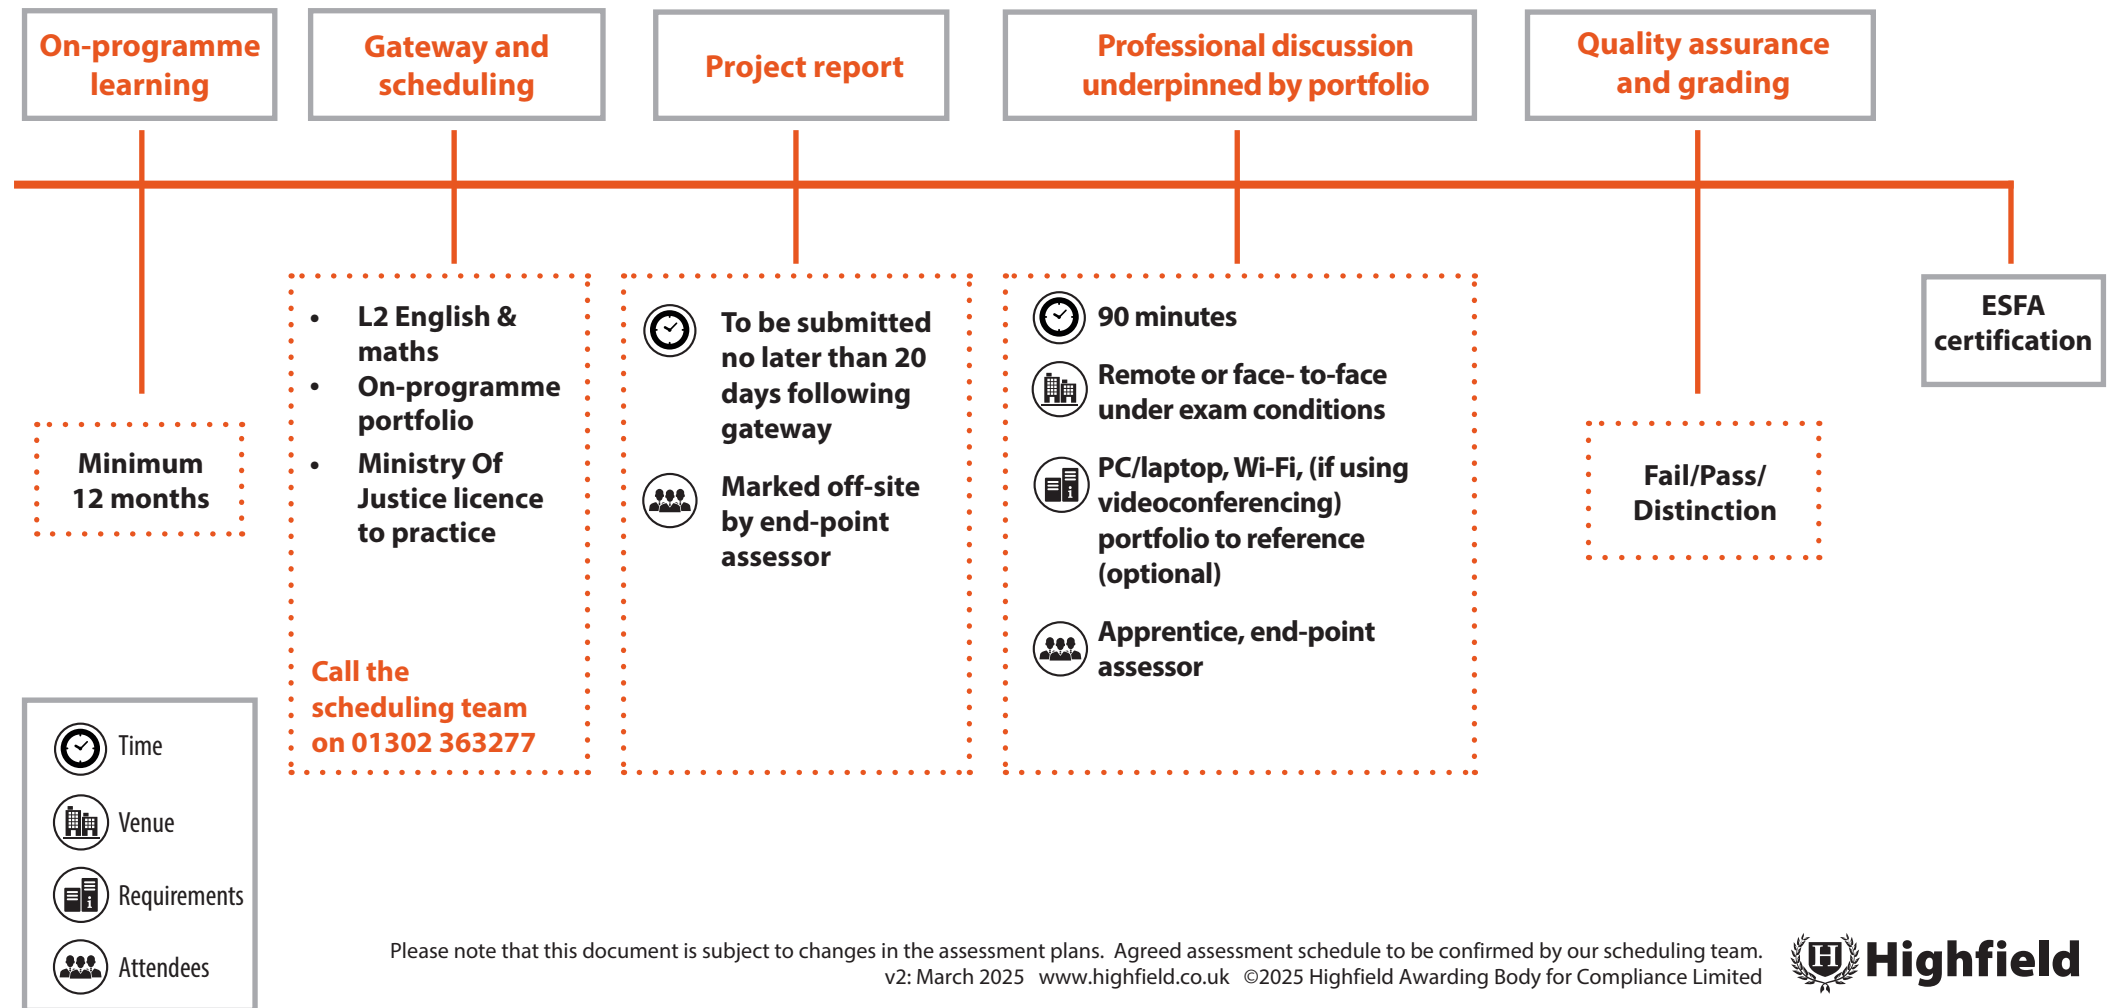 On-programme
learning
Gateway and
scheduling
Project report
Professional discussion
underpinned by portfolio
Quality assurance
and grading
Minimum
12 months
• L2 English &
maths
• On-programme
portfolio
• Ministry Of
Justice licence
to practice
Call the
scheduling team
on 01302 363277
To be submitted
no later than 20
days following
gateway
Marked off-site
by end-point
assessor
90 minutes
Remote or face- to-face
under exam conditions
PC/laptop, Wi-Fi, (if using
videoconferencing)
portfolio to reference
(optional)
Apprentice, end-point
assessor
Fail/Pass/
Distinction
ESFA
certification
Time
Venue
Requirements
Attendees
Please note that this document is subject to changes in the assessment plans.  Agreed assessment schedule to be confirmed by our scheduling team.
v2: March 2025   www.highfield.co.uk   ©2025 Highfield Awarding Body for Compliance Limited
H Highfield